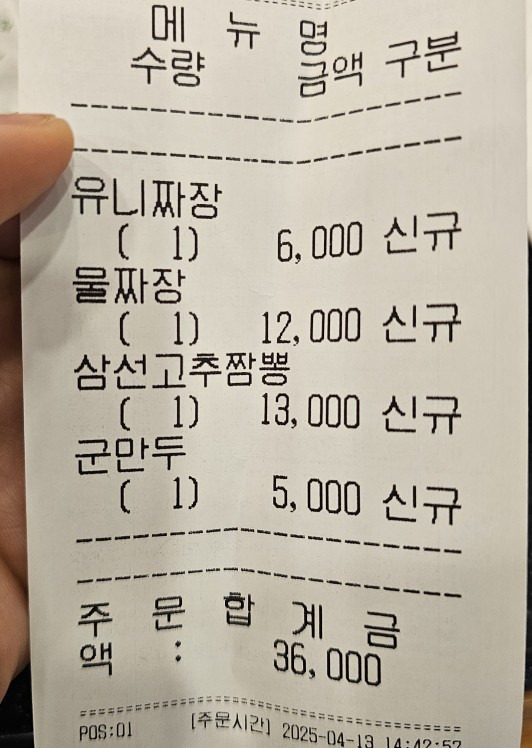 메 뉴 명
수량 금액 구분
유니짜장
( 1) 6,000 신규
물짜장
( 1) 12,000 신규
삼선고추짬뽕
( 1) 13,000 신규
군만두
( 1) 5,000 신규
주 문 합 계 금
액 : 36,000
POS:01 [주문시간] 2025-04-13 14:42:57